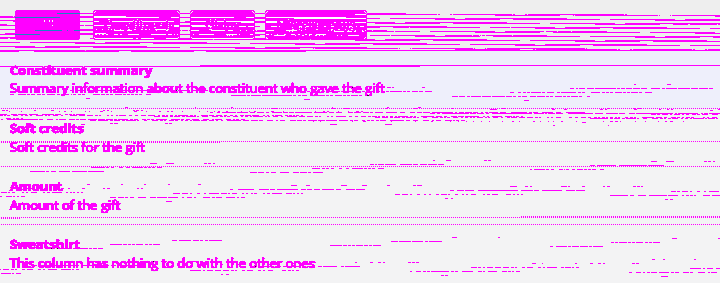 Constituent summary
Summary information about the constituent who gave the gift
Soft credits
Soft credits for the gift
Amount
Amount of the gift
Sweatshirt
This column has nothing to do with the other ones